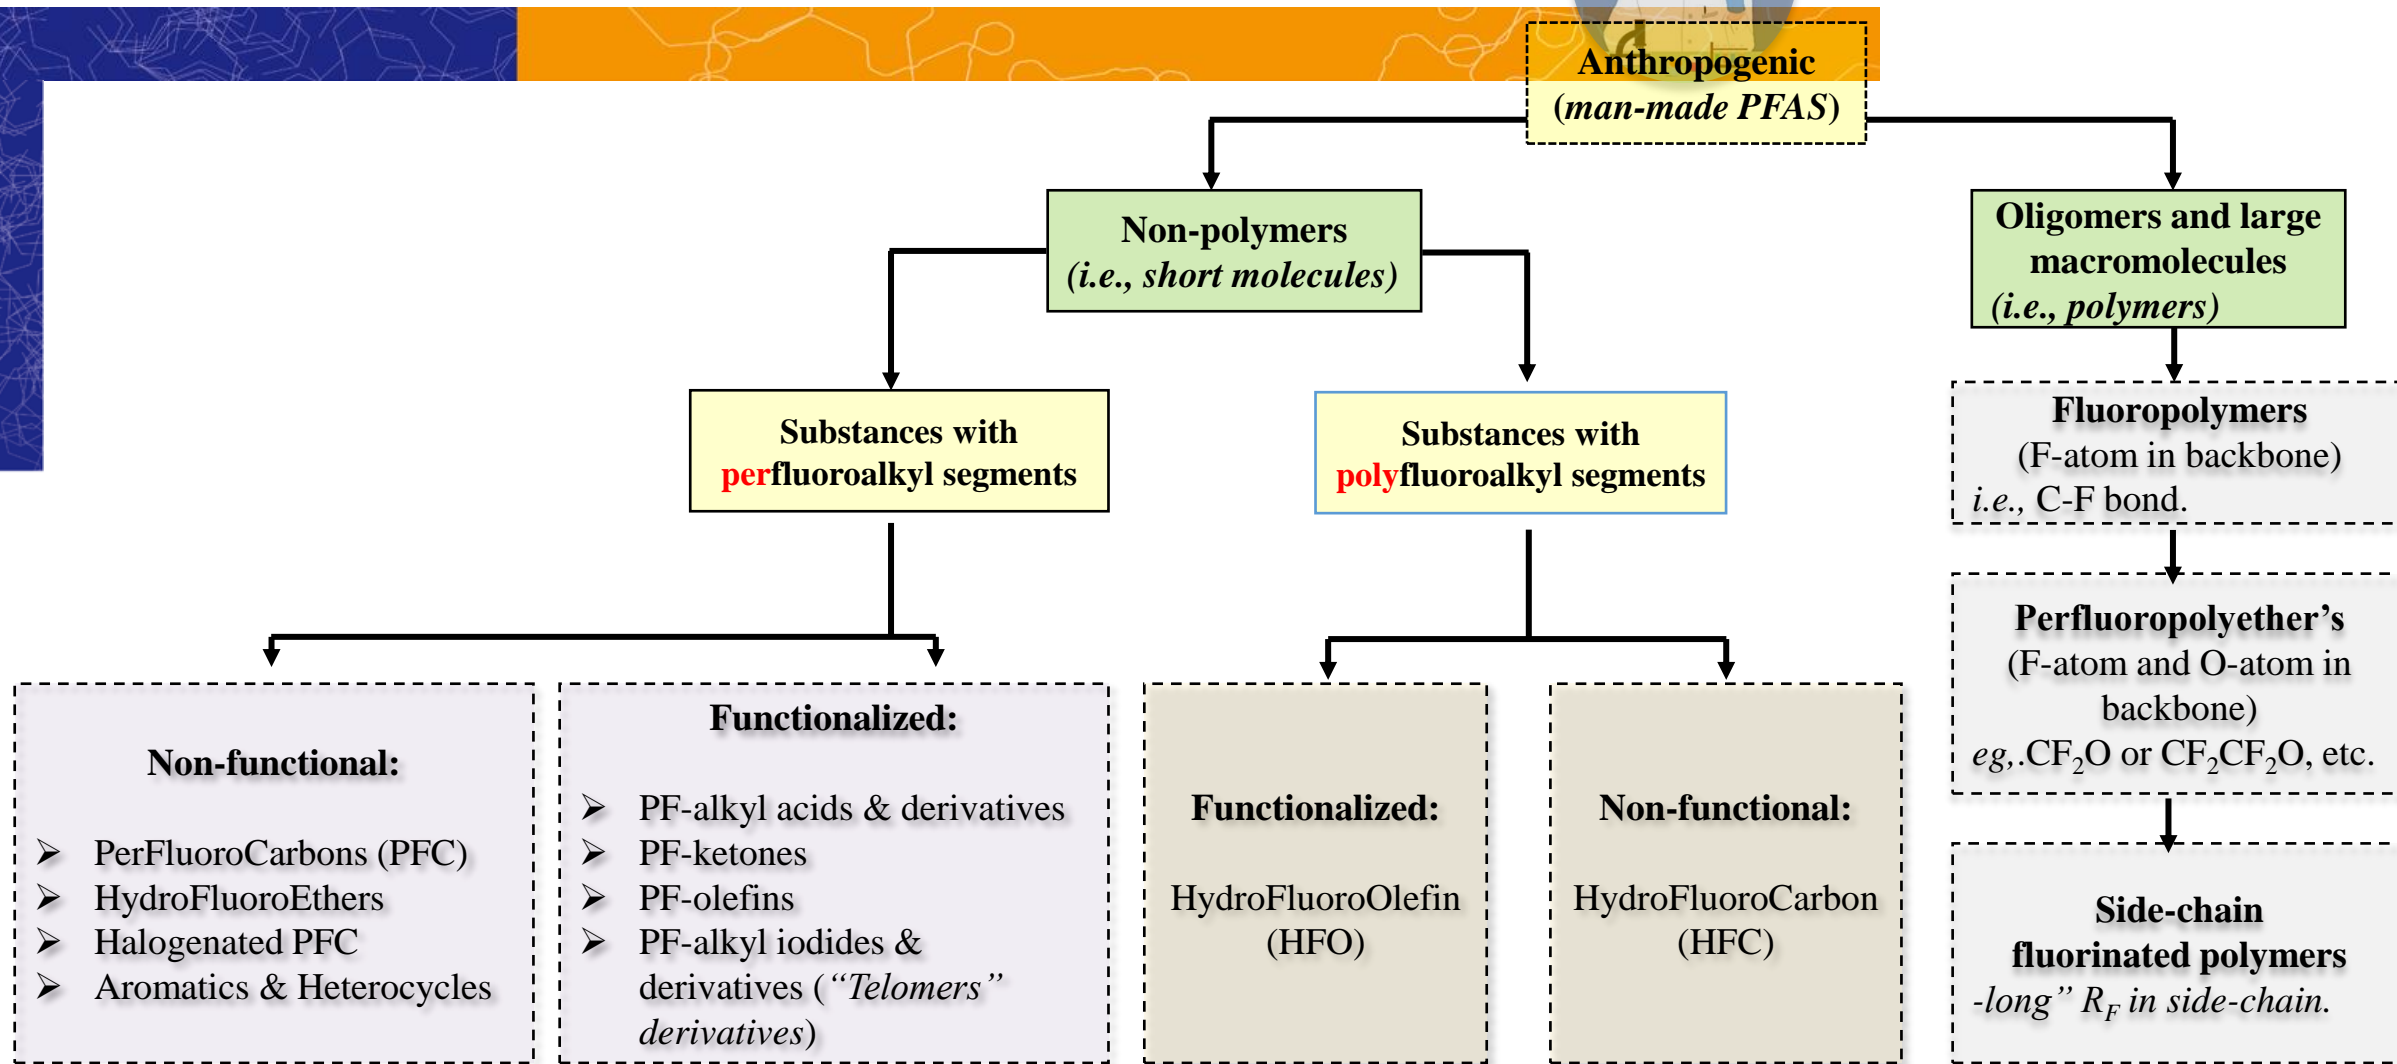 Anthropogenic
(man-made PFAS)
Non-polymers
(i.e., short molecules)
Oligomers and large
macromolecules
(i.e., polymers)
Substances with
perfluoroalkyl segments
Substances with
polyfluoroalkyl segments
Fluoropolymers
(F-atom in backbone)
i.e., C-F bond.
Perfluoropolyether’s
(F-atom and O-atom in
backbone)
eg,.CF₂O or CF₂CF₂O, etc.
Side-chain
fluorinated polymers
-long” R_F in side-chain.
Non-functional:
➢ PerFluoroCarbons (PFC)
➢ HydroFluoroEthers
➢ Halogenated PFC
➢ Aromatics & Heterocycles
Functionalized:
➢ PF-alkyl acids & derivatives
➢ PF-ketones
➢ PF-olefins
➢ PF-alkyl iodides &
derivatives (“Telomers”
derivatives)
Functionalized:
HydroFluoroOlefin
(HFO)
Non-functional:
HydroFluoroCarbon
(HFC)